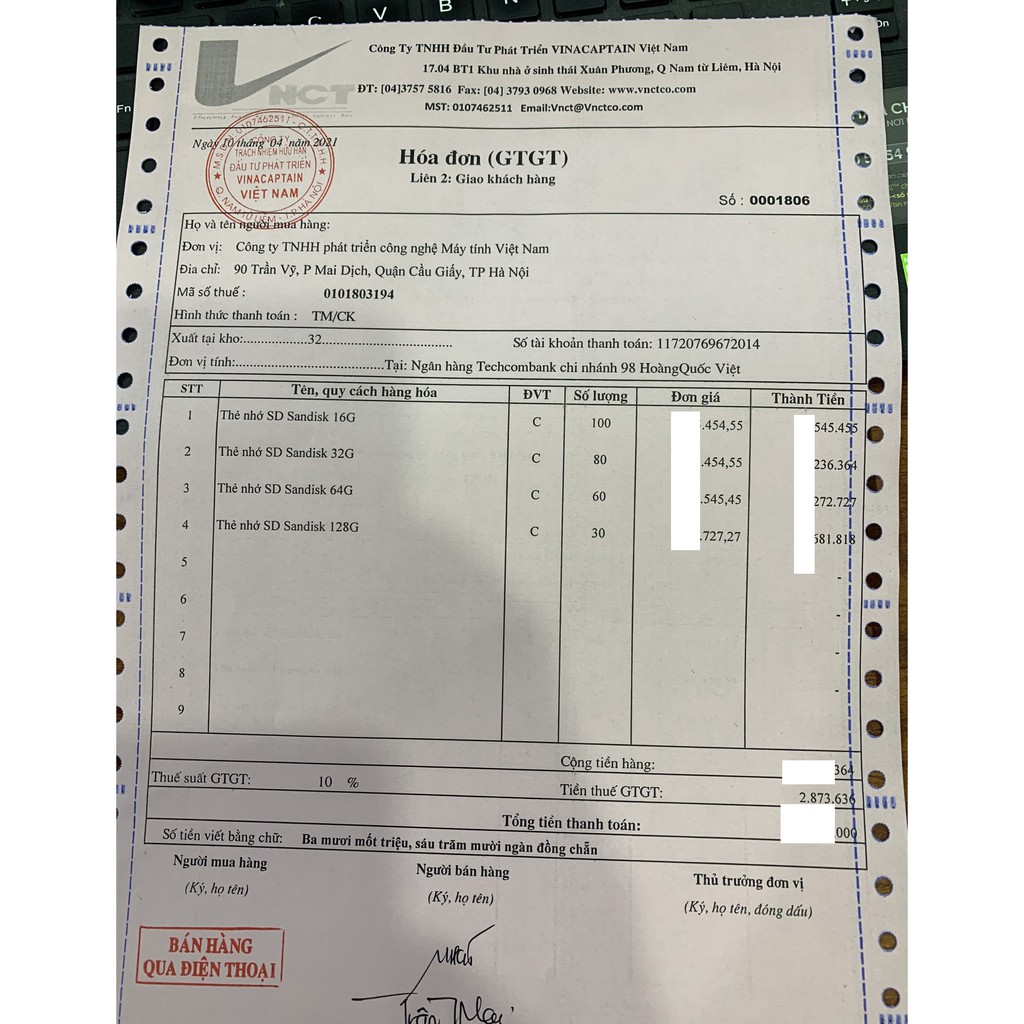 Công Ty TNHH Đầu Tư Phát Triển VINACAPTAIN Việt Nam
17.04 BT1 Khu nhà ở sinh thái Xuân Phương, Q Nam từ Liêm, Hà Nội
ĐT: [04]3757 5816 Fax: [04] 3793 0968 Website: www.vnctco.com
MST: 0107462511 Email:Vnct@Vnctco.com
VNCT
Ngày 10 tháng 04 năm 2021
M.S.D.N: 0107462511 - C.T.T.N.H.H
CÔNG TY
TRÁCH NHIỆM HỮU HẠN
ĐẦU TƯ PHÁT TRIỂN
VINACAPTAIN
VIỆT NAM
Q. NAM TỪ LIÊM - T.P HÀ NỘI
Hóa đơn (GTGT)
Liên 2: Giao khách hàng
Số : 0001806
Họ và tên người mua hàng:
Đơn vị: Công ty TNHH phát triển công nghệ Máy tính Việt Nam
Đia chỉ: 90 Trần Vỹ, P Mai Dịch, Quận Cầu Giấy, TP Hà Nội
Mã số thuế : 0101803194
Hình thức thanh toán : TM/CK
Xuất tại kho:.................32................................... Số tài khoản thanh toán: 11720769672014
Đơn vị tính:........................................Tại: Ngân hàng Techcombank chi nhánh 98 HoàngQuốc Việt
STT Tên, quy cách hàng hóa ĐVT Số lượng Đơn giá Thành Tiền
1 Thẻ nhớ SD Sandisk 16G C 100 .454,55 545.455
2 Thẻ nhớ SD Sandisk 32G C 80 .454,55 236.364
3 Thẻ nhớ SD Sandisk 64G C 60 .545,45 272.727
4 Thẻ nhớ SD Sandisk 128G C 30 .727,27 681.818
5 -
6 -
7 -
8 -
9 -
Cộng tiền hàng: 364
Thuế suất GTGT: 10 % Tiền thuế GTGT: 2.873.636
Tổng tiền thanh toán: .000
Số tiền viết bằng chữ: Ba mươi mốt triệu, sáu trăm mười ngàn đồng chẵn
Người mua hàng Người bán hàng Thủ trưởng đơn vị
(Ký, họ tên) (Ký, họ tên) (Ký, họ tên, đóng dấu)
BÁN HÀNG
QUA ĐIỆN THOẠI